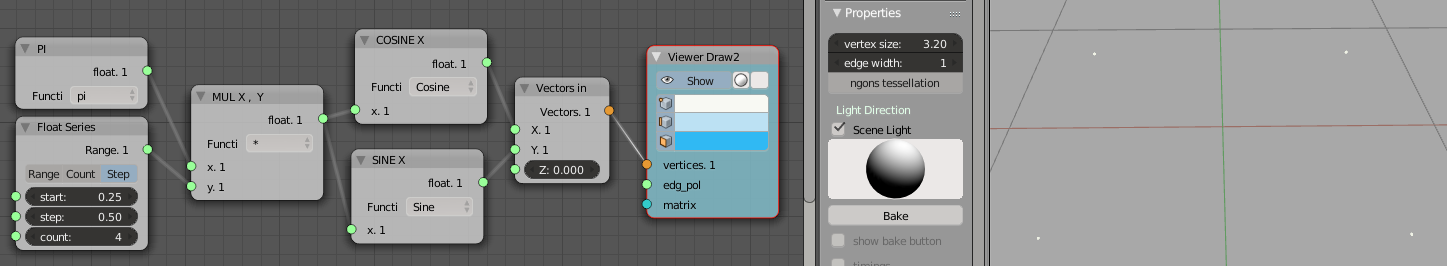 PI
float. 1
Functi pi
Float Series
Range. 1
Range Count Step
start: 0.25
step: 0.50
count: 4
MUL X , Y
float. 1
Functi *
x. 1
y. 1
COSINE X
float. 1
Functi Cosine
x. 1
SINE X
float. 1
Functi Sine
x. 1
Vectors in
Vectors. 1
X. 1
Y. 1
Z: 0.000
Viewer Draw2
Show
vertices. 1
edg_pol
matrix
Properties
vertex size: 3.20
edge width: 1
ngons tessellation
Light Direction
Scene Light
Bake
show bake button
timings